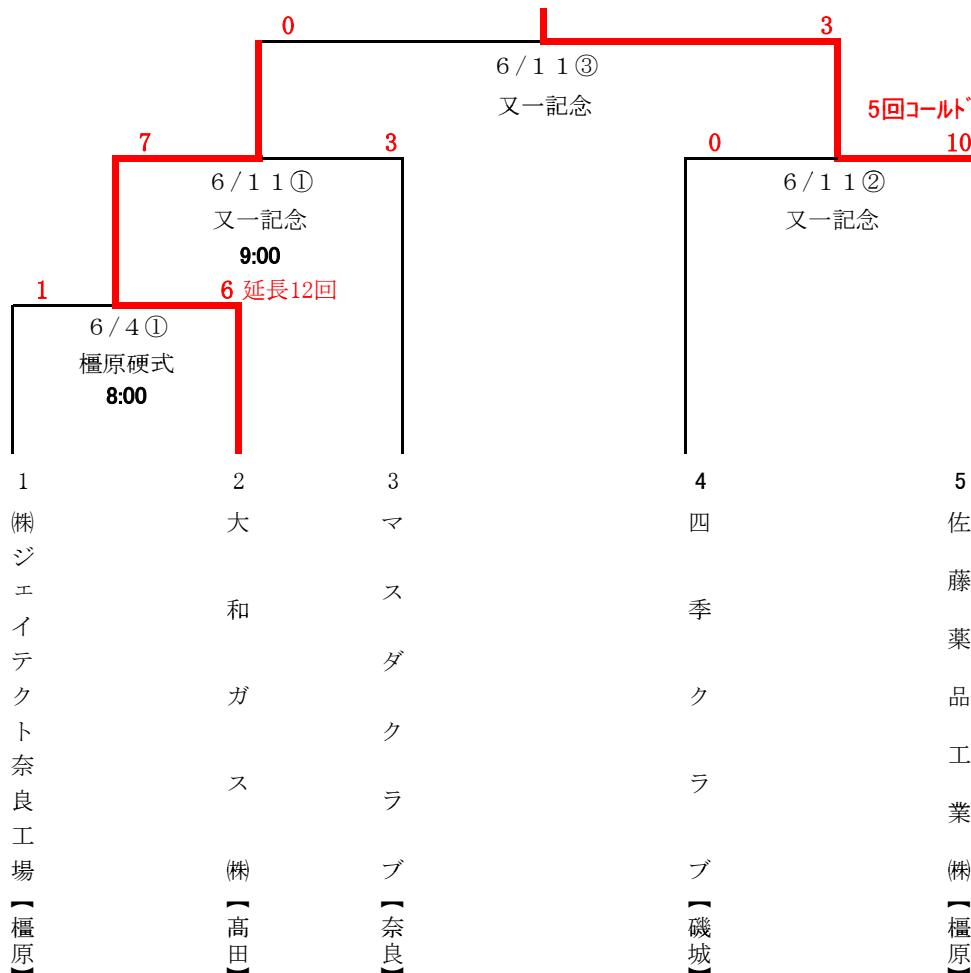 0
3
６/１１③
又一記念
5回ｺｰﾙﾄﾞ
7
3
0
10
６/１１①
又一記念
9:00
６/１１②
又一記念
1
6 延長12回
６/４①
橿原硬式
8:00
1
2
3
4
5
㈱ジェイテクト奈良工場【橿原】
大和ガス㈱【髙田】
マスダクラブ【奈良】
四季クラブ【磯城】
佐藤薬品工業㈱【橿原】